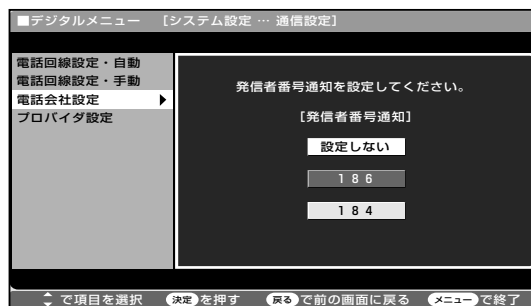 ■デジタルメニュー [システム設定 … 通信設定]
電話回線設定・自動
電話回線設定・手動
電話会社設定
プロバイダ設定
発信者番号通知を設定してください。
[発信者番号通知]
設定しない
186
184
で項目を選択 決定を押す 戻るで前の画面に戻る メニューで終了